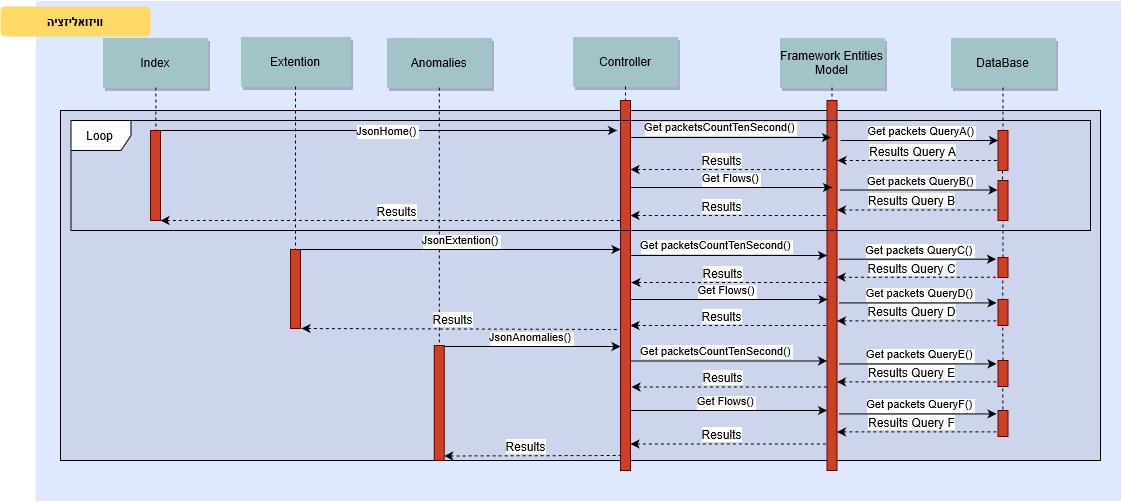 וויזואליזציה
Index
Extention
Anomalies
Controller
Framework Entities
Model
DataBase
Loop
JsonHome()
Get packetsCountTenSecond()
Get packets QueryA()
Results Query A
Results
Get Flows()
Get packets QueryB()
Results Query B
Results
Results
JsonExtention()
Get packetsCountTenSecond()
Get packets QueryC()
Results Query C
Results
Get Flows()
Get packets QueryD()
Results Query D
Results
Results
JsonAnomalies()
Get packetsCountTenSecond()
Get packets QueryE()
Results Query E
Results
Get Flows()
Get packets QueryF()
Results Query F
Results
Results